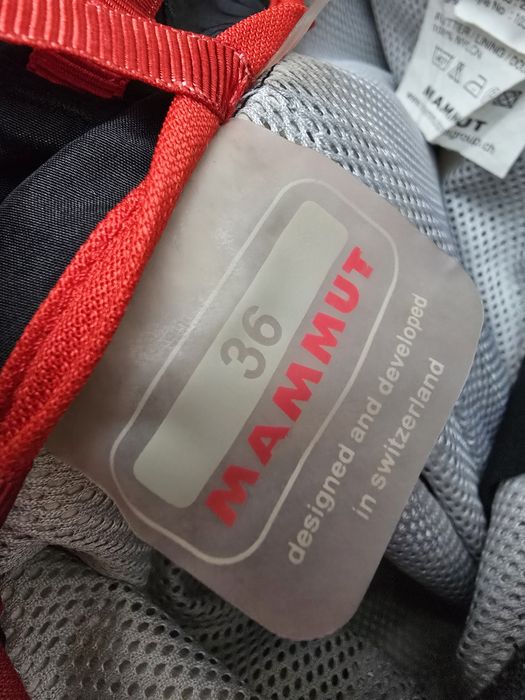 36
MAMMUT
designed and developed
in switzerland
MAMMUT